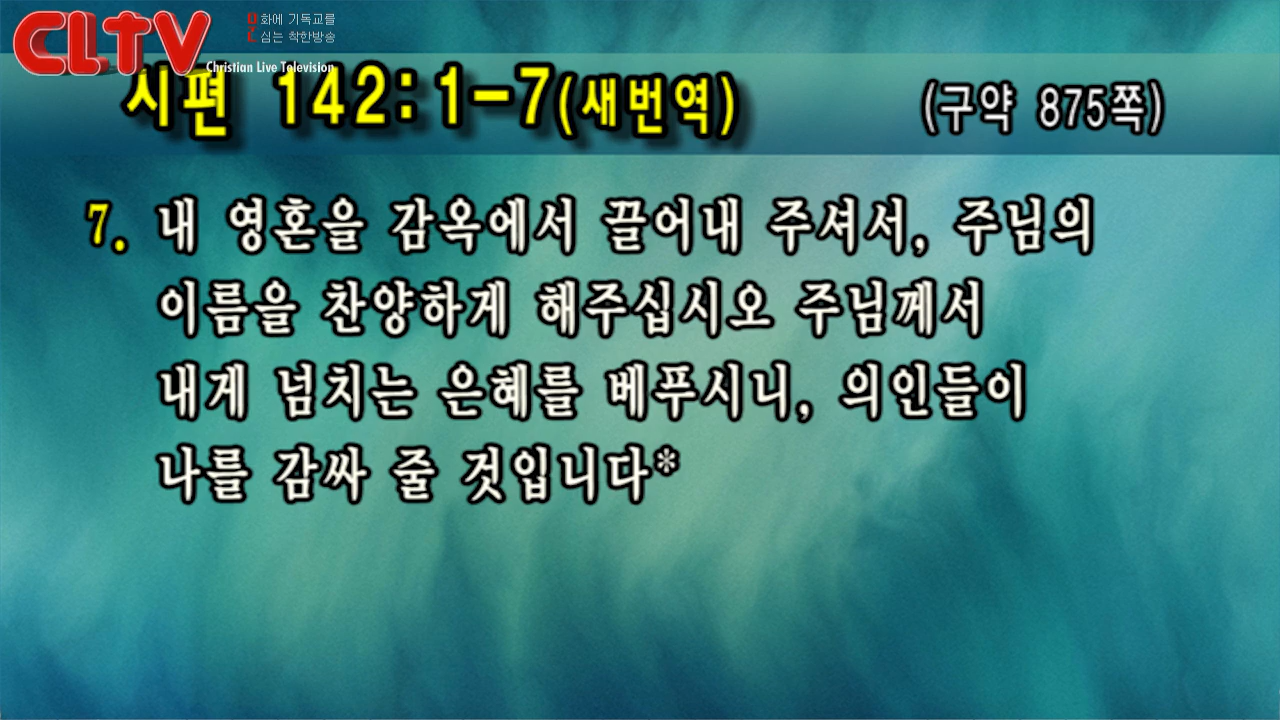 CLTV
문화에 기독교를
심는 착한방송
Christian Live Television
시편 142:1-7(새번역)
(구약 875쪽)
7. 내 영혼을 감옥에서 끌어내 주셔서, 주님의
이름을 찬양하게 해주십시오 주님께서
내게 넘치는 은혜를 베푸시니, 의인들이
나를 감싸 줄 것입니다*